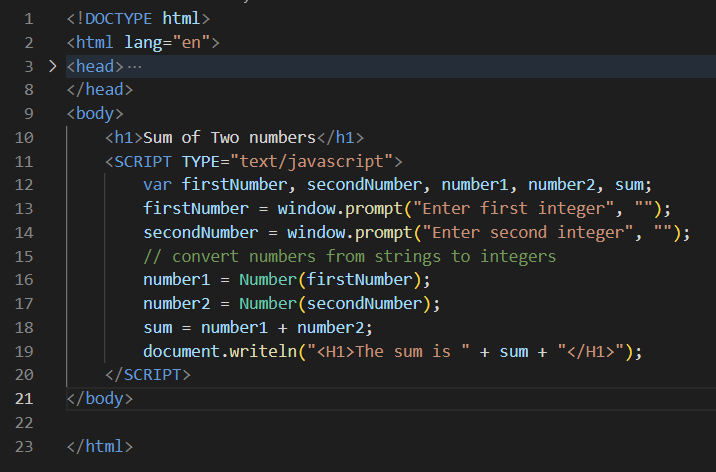 1 <!DOCTYPE html>
2 <html lang="en">
3 > <head> ...
8 </head>
9 <body>
10 <h1>Sum of Two numbers</h1>
11 <SCRIPT TYPE="text/javascript">
12 var firstNumber, secondNumber, number1, number2, sum;
13 firstNumber = window.prompt("Enter first integer", "");
14 secondNumber = window.prompt("Enter second integer", "");
15 // convert numbers from strings to integers
16 number1 = Number(firstNumber);
17 number2 = Number(secondNumber);
18 sum = number1 + number2;
19 document.writeln("<H1>The sum is " + sum + "</H1>");
20 </SCRIPT>
21 </body>
22
23 </html>